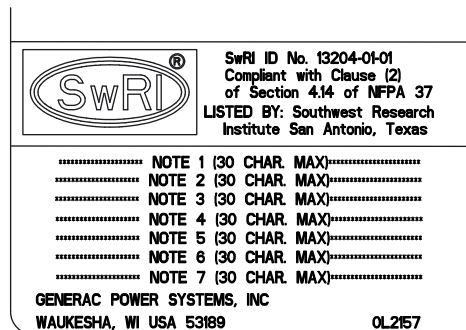 SwRI®
SwRI ID No. 13204-01-01
Compliant with Clause (2)
of Section 4.14 of NFPA 37
LISTED BY: Southwest Research
Institute San Antonio, Texas
******************** NOTE 1 (30 CHAR. MAX)**********************
******************** NOTE 2 (30 CHAR. MAX)**********************
******************** NOTE 3 (30 CHAR. MAX)**********************
******************** NOTE 4 (30 CHAR. MAX)**********************
******************** NOTE 5 (30 CHAR. MAX)**********************
******************** NOTE 6 (30 CHAR. MAX)**********************
******************** NOTE 7 (30 CHAR. MAX)**********************
GENERAC POWER SYSTEMS, INC
WAUKESHA, WI USA 53189 0L2157